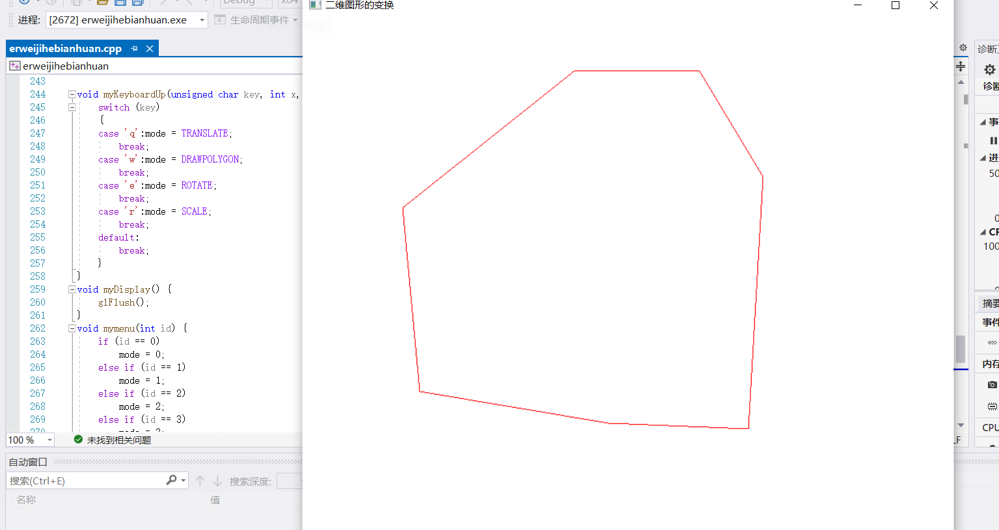 Debug
x64
进程:
[2672] erweijihebianhuan.exe
生命周期事件
erweijihebianhuan.cpp
erweijihebianhuan
243
244 void myKeyboardUp(unsigned char key, int x,
245 switch (key)
246 {
247 case 'q':mode = TRANSLATE;
248 break;
249 case 'w':mode = DRAWPOLYGON;
250 break;
251 case 'e':mode = ROTATE;
252 break;
253 case 'r':mode = SCALE;
254 break;
255 default:
256 break;
257 }
258 }
259 void myDisplay() {
260 glFlush();
261 }
262 void mymenu(int id) {
263 if (id == 0)
264 mode = 0;
265 else if (id == 1)
266 mode = 1;
267 else if (id == 2)
268 mode = 2;
269 else if (id == 3)
100 %
未找到相关问题
自动窗口
搜索(Ctrl+E)
搜索深度:
名称
值
二维图形的变换
诊断
诊断
事
进
50
0
100
摘要
事件
内存
CPU
LF